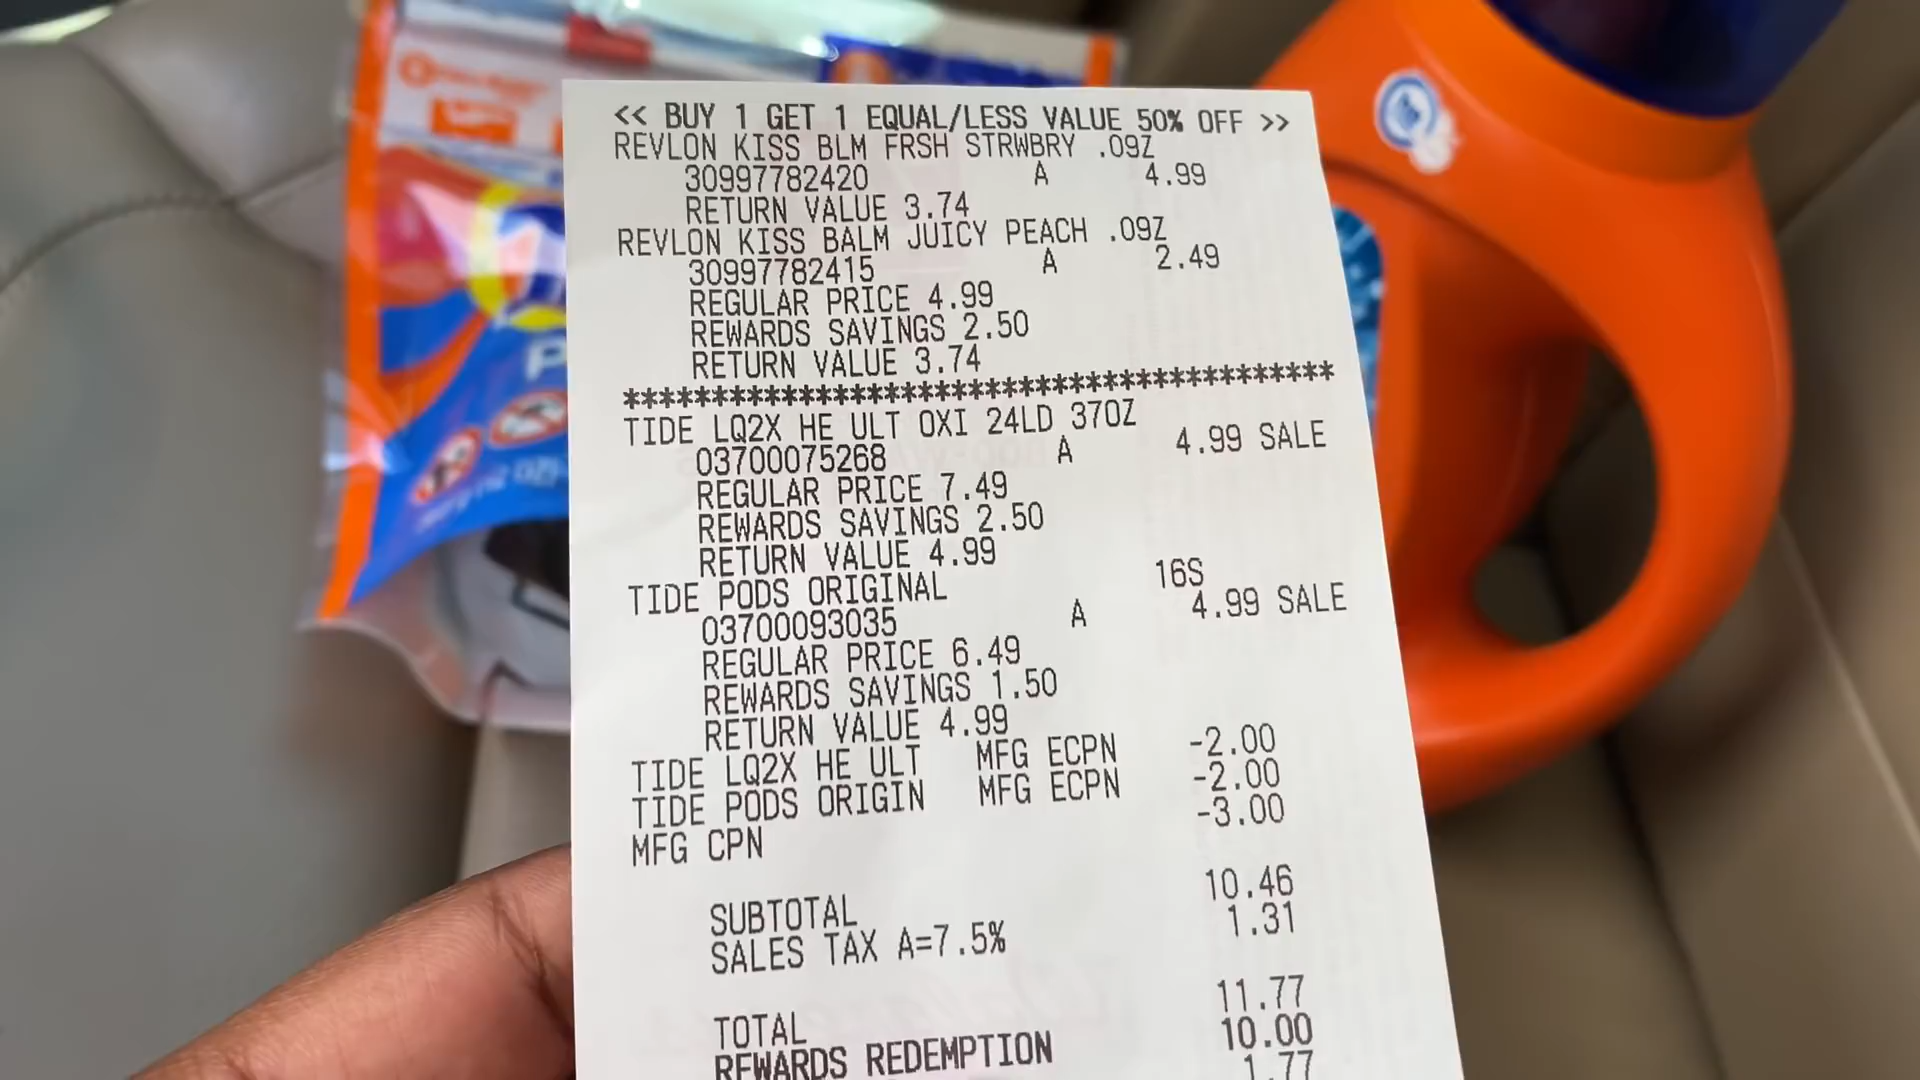 << BUY 1 GET 1 EQUAL/LESS VALUE 50% OFF >>
REVLON KISS BLM FRSH STRWBRY .09Z
30997782420 A 4.99
RETURN VALUE 3.74
REVLON KISS BALM JUICY PEACH .09Z
30997782415 A 2.49
REGULAR PRICE 4.99
REWARDS SAVINGS 2.50
RETURN VALUE 3.74
****************************************
TIDE LQ2X HE ULT OXI 24LD 37OZ
03700075268 A 4.99 SALE
REGULAR PRICE 7.49
REWARDS SAVINGS 2.50
RETURN VALUE 4.99
TIDE PODS ORIGINAL 16S
03700093035 A 4.99 SALE
REGULAR PRICE 6.49
REWARDS SAVINGS 1.50
RETURN VALUE 4.99
TIDE LQ2X HE ULT MFG ECPN -2.00
TIDE PODS ORIGIN MFG ECPN -2.00
MFG CPN -3.00
SUBTOTAL 10.46
SALES TAX A=7.5% 1.31
TOTAL 11.77
REWARDS REDEMPTION 10.00
1.77